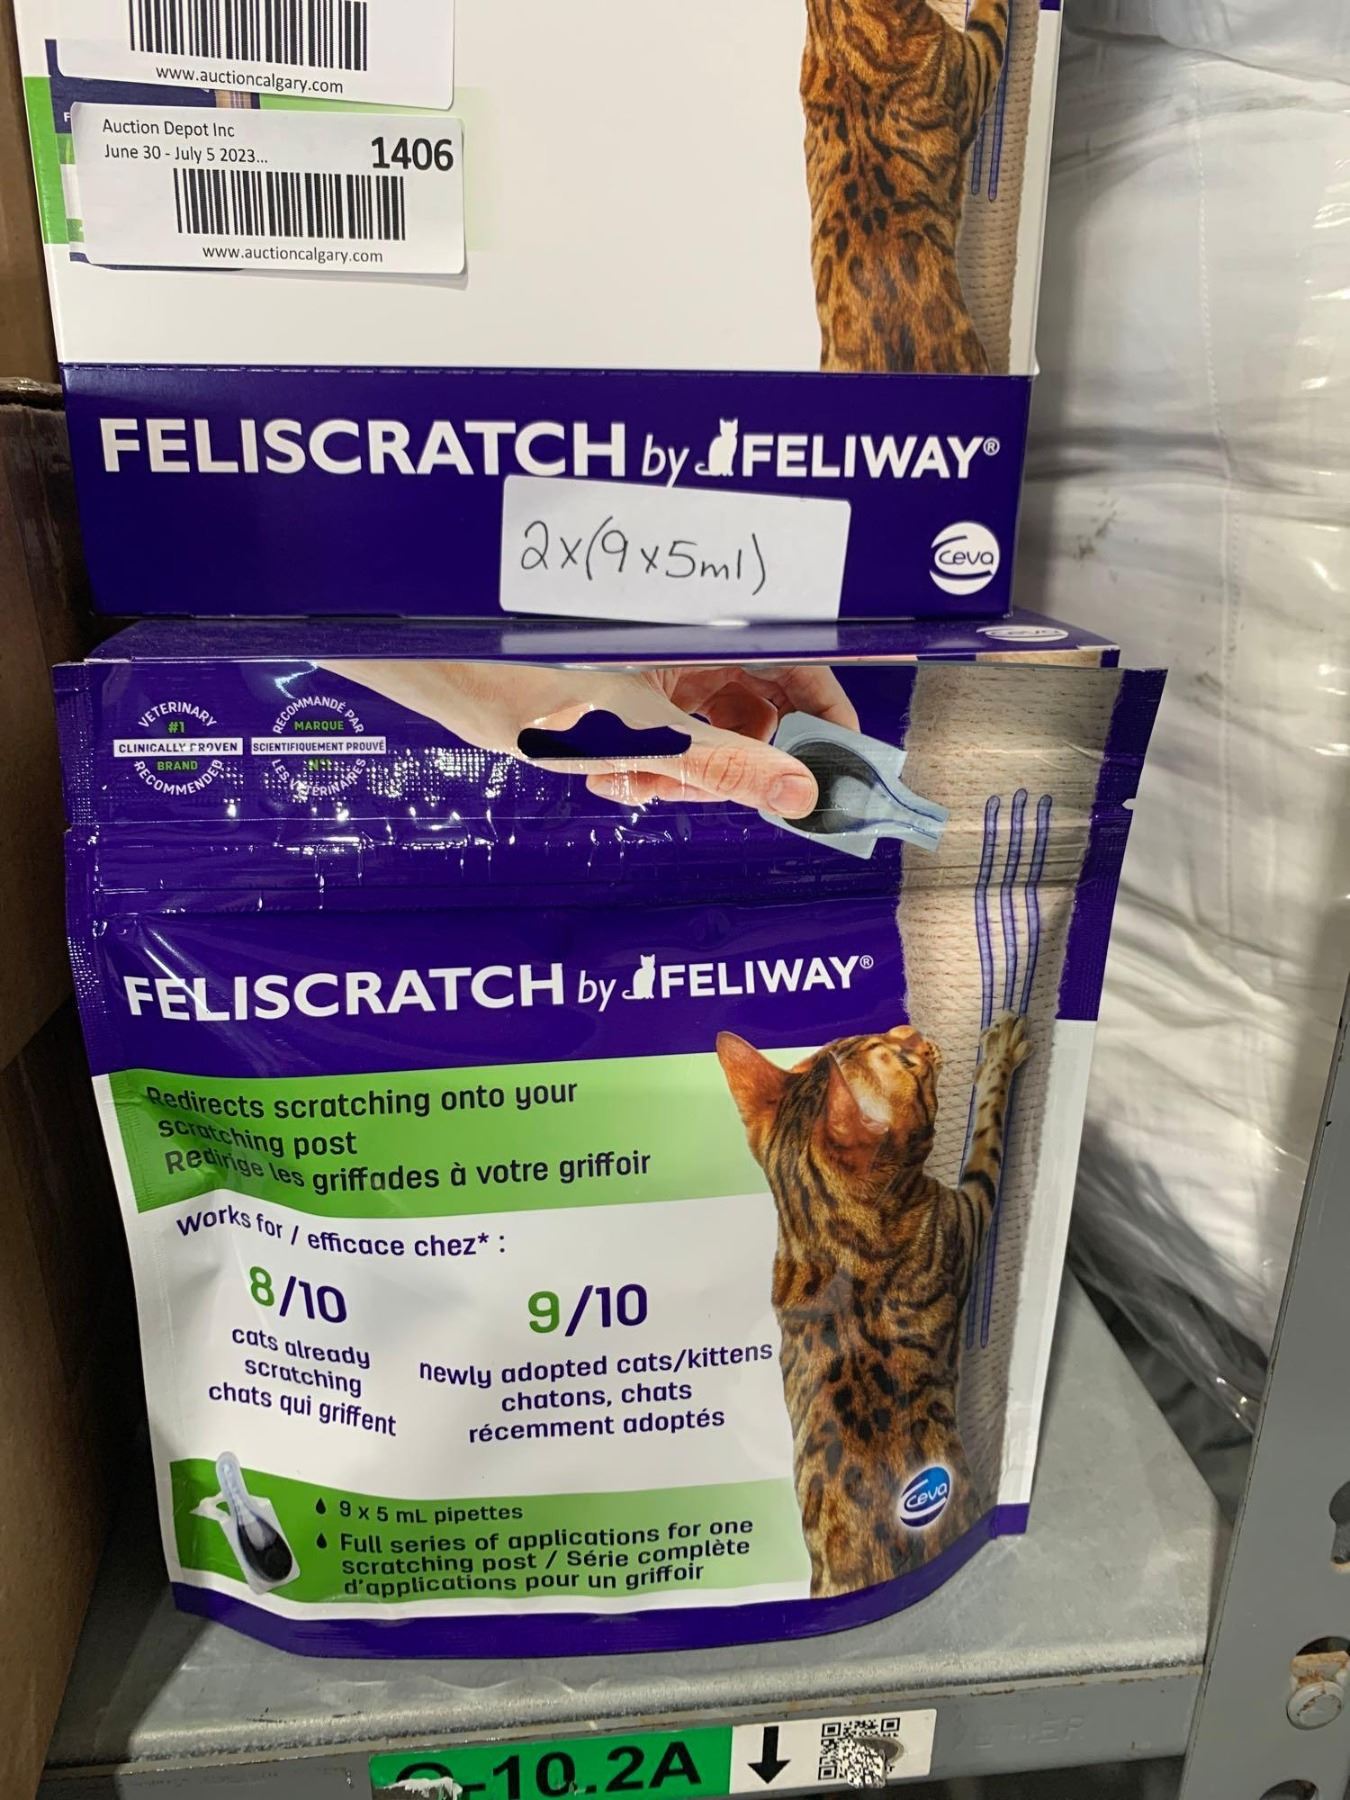 www.auctioncalgary.com
Auction Depot Inc
June 30 - July 5 2023...
1406
www.auctioncalgary.com
FELISCRATCH by FELIWAY®
2x(9x5ml)
ceva
VETERINARY
#1
CLINICALLY PROVEN
BRAND
RECOMMENDED
RECOMMANDÉ PAR
MARQUE
SCIENTIFIQUEMENT PROUVÉ
N°1
LES VÉTÉRINAIRES
FELISCRATCH by FELIWAY®
Redirects scratching onto your
scratching post
Redirige les griffades à votre griffoir
Works for / efficace chez* :
8/10
cats already
scratching
chats qui griffent
9/10
newly adopted cats/kittens
chatons, chats
récemment adoptés
9 x 5 mL pipettes
Full series of applications for one
scratching post / Série complète
d'applications pour un griffoir
ceva
-10.2A